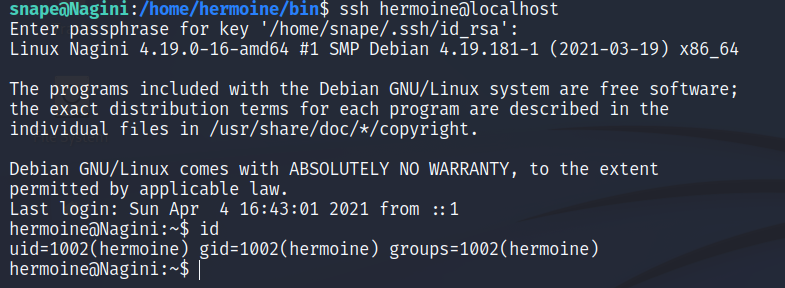 snape@Nagini:/home/hermoine/bin$ ssh hermoine@localhost
Enter passphrase for key '/home/snape/.ssh/id_rsa':
Linux Nagini 4.19.0-16-amd64 #1 SMP Debian 4.19.181-1 (2021-03-19) x86_64

The programs included with the Debian GNU/Linux system are free software;
the exact distribution terms for each program are described in the
individual files in /usr/share/doc/*/copyright.

Debian GNU/Linux comes with ABSOLUTELY NO WARRANTY, to the extent
permitted by applicable law.
Last login: Sun Apr  4 16:43:01 2021 from ::1
hermoine@Nagini:~$ id
uid=1002(hermoine) gid=1002(hermoine) groups=1002(hermoine)
hermoine@Nagini:~$